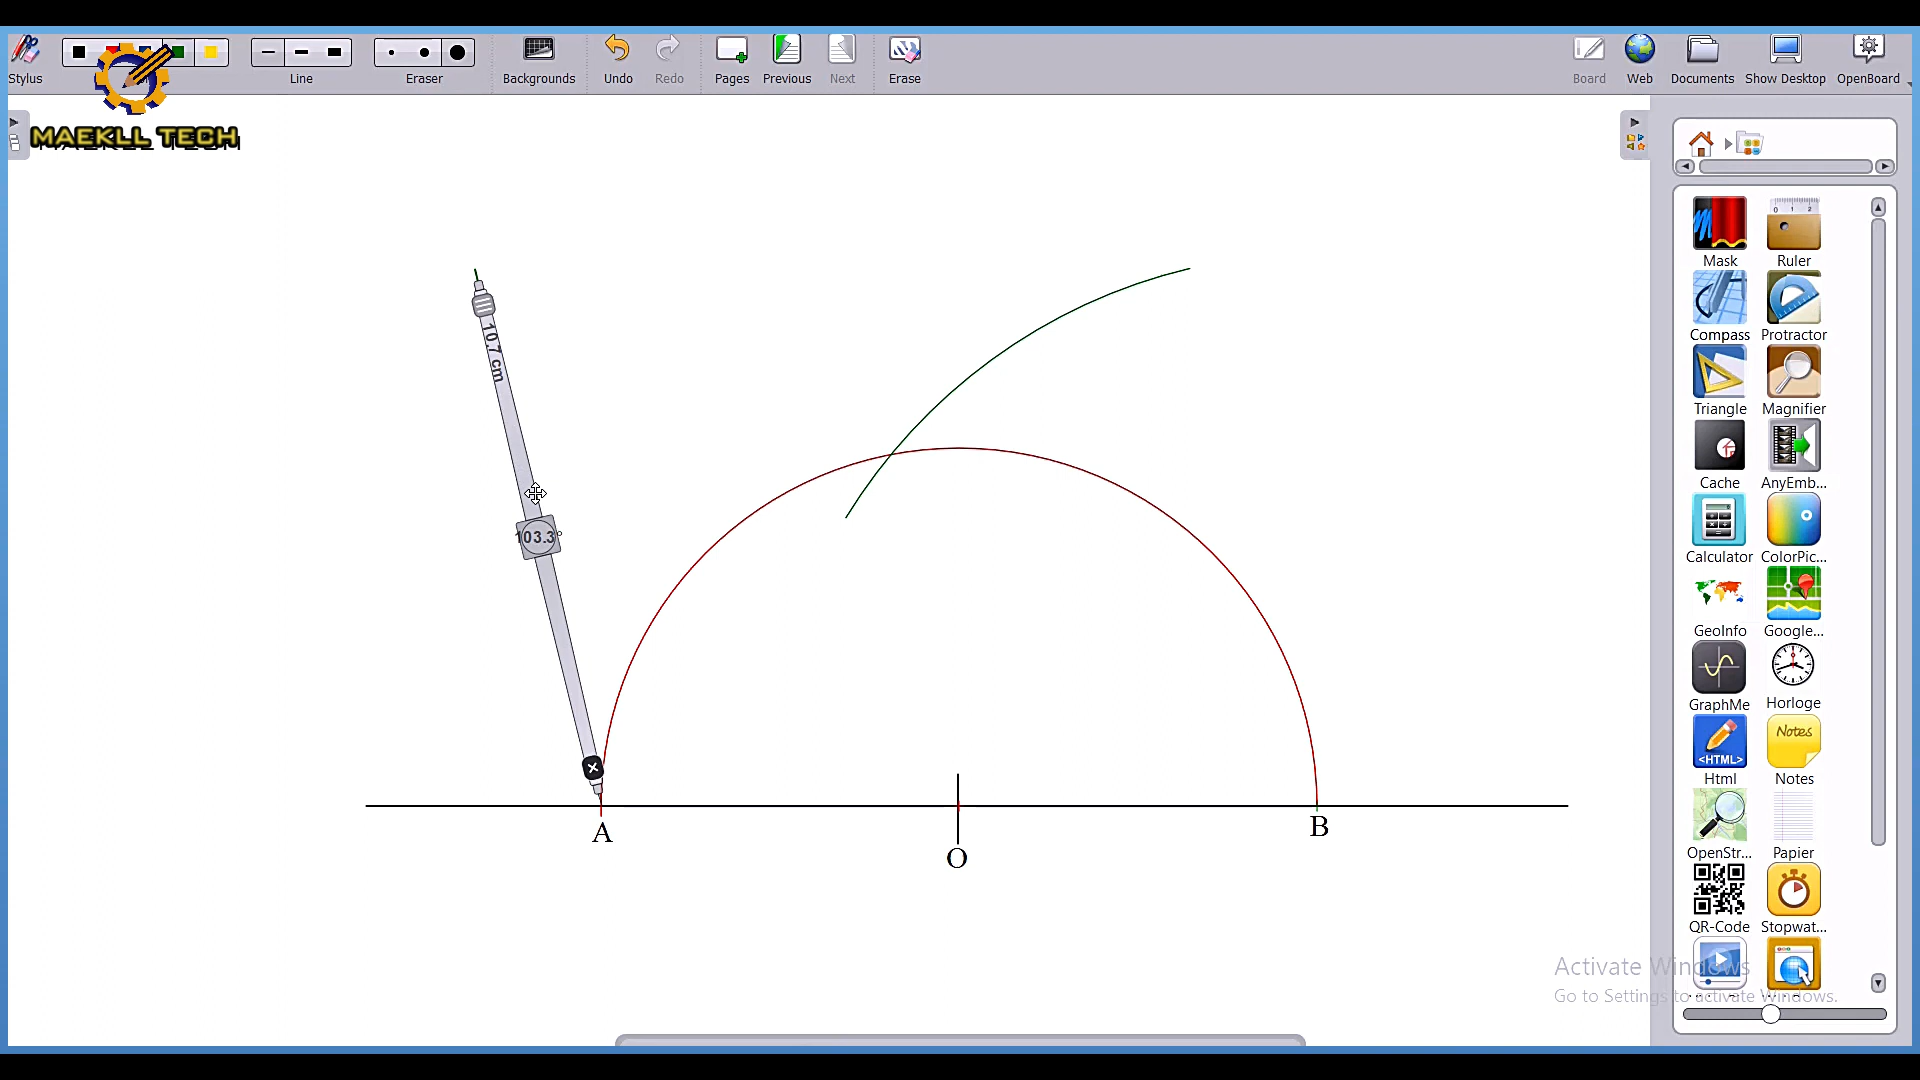 Stylus
Line
Eraser
Backgrounds
Undo
Redo
Pages
Previous
Next
Erase
Board
Web
Documents
Show Desktop
OpenBoard
MAEKLL TECH
10.7 cm
103.3°
A
O
B
Mask
Ruler
Compass
Protractor
Triangle
Magnifier
Cache
AnyEmb...
Calculator
ColorPic...
GeoInfo
Google...
GraphMe
Horloge
<HTML>
Notes
Html
Notes
OpenStr...
Papier
QR-Code
Stopwat...
Activate Windows
Go to Settings to activate Windows.